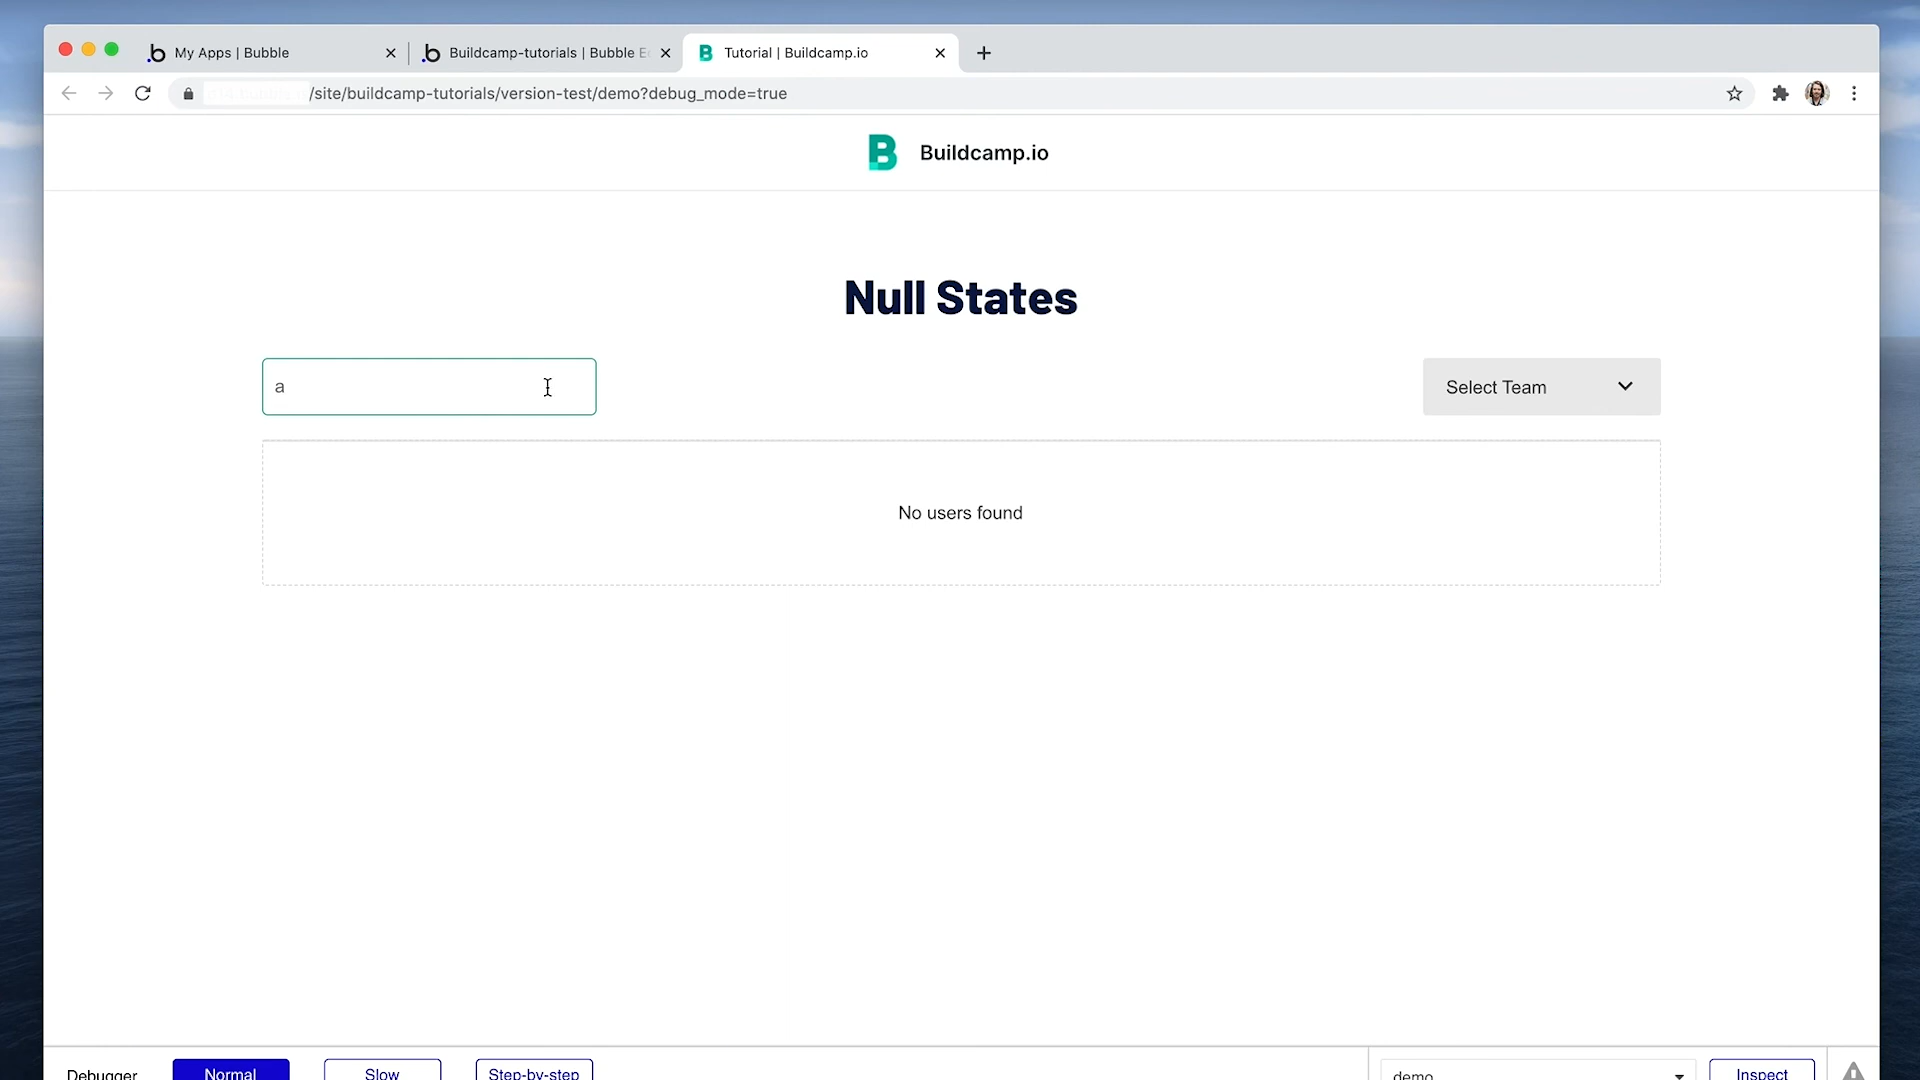 My Apps | Bubble
Buildcamp-tutorials | Bubble E
Tutorial | Buildcamp.io
/site/buildcamp-tutorials/version-test/demo?debug_mode=true
B Buildcamp.io
Null States
a
Select Team
No users found
Debugger Normal Slow Step-by-step demo Inspect